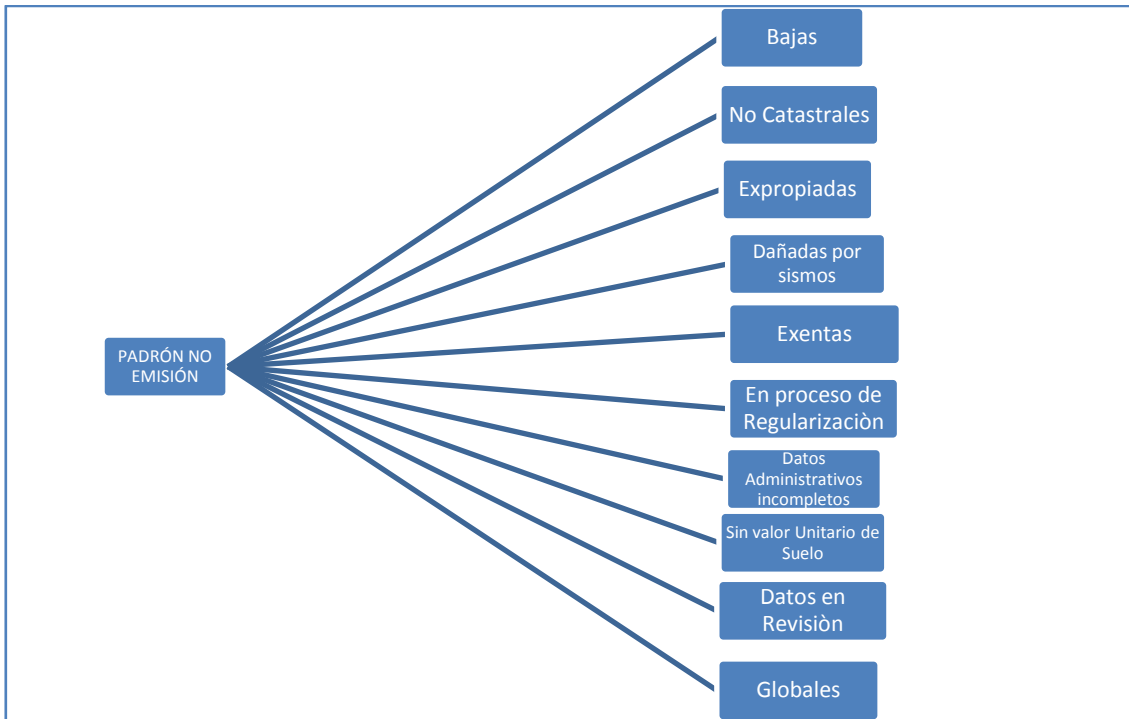 Bajas
No Catastrales
Expropiadas
Dañadas por
sismos
Exentas
PADRÓN NO
EMISIÓN
En proceso de
Regularizaciòn
Datos
Administrativos
incompletos
Sin valor Unitario de
Suelo
Datos en
Revisiòn
Globales